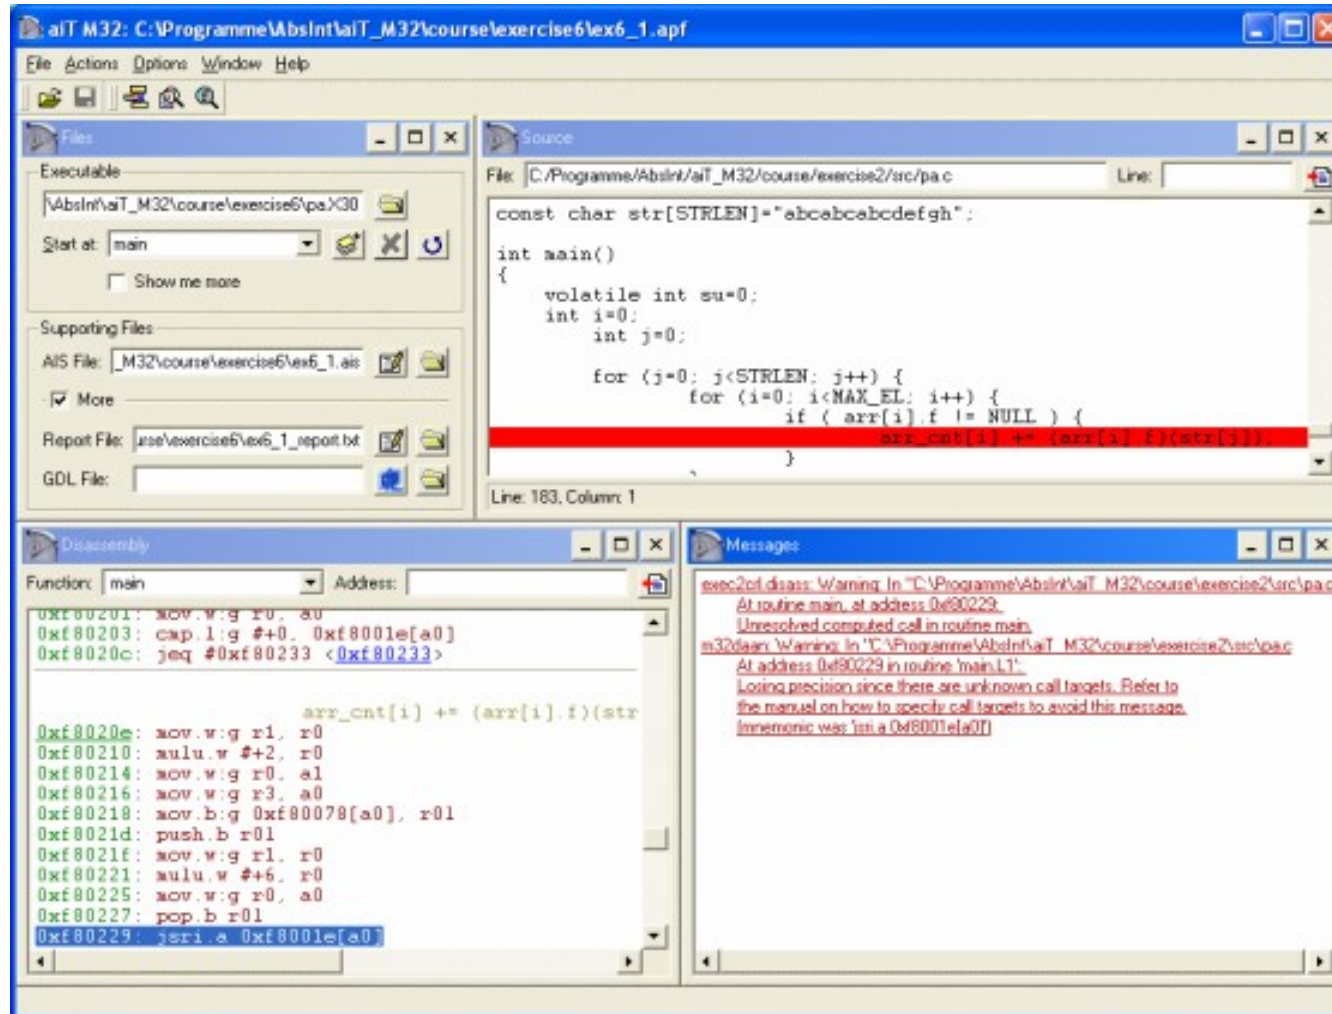 aiT M32: C:\Programme\AbsInt\aiT_M32\course\exercise6\ex6_1.apf
File Actions Options Window Help
Files
Executable
\AbsInt\aiT_M32\course\exercise6\pa.X30
Start at: main
Show me more
Supporting Files
AIS File: _M32\course\exercise6\ex6_1.ais
More
Report File: urse\exercise6\ex6_1_report.txt
GDL File:
Source
File: C:/Programme/AbsInt/aiT_M32/course/exercise2/src/pa.c Line:
const char str[STRLEN]="abcabcabcdefgh";
int main()
{
volatile int su=0;
int i=0;
int j=0;
for (j=0; j<STRLEN; j++) {
for (i=0; i<MAX_EL; i++) {
if ( arr[i].f != NULL ) {
arr_cnt[i] += (arr[i].f)(str[j]);
}
Line: 183, Column: 1
Disassembly
Function: main Address:
0xf80201: mov.w:g r0, a0
0xf80203: cmp.l:g #+0, 0xf8001e[a0]
0xf8020c: jeq #0xf80233 <0xf80233>
arr_cnt[i] += (arr[i].f)(str
0xf8020e: mov.w:g r1, r0
0xf80210: mulu.w #+2, r0
0xf80214: mov.w:g r0, a1
0xf80216: mov.w:g r3, a0
0xf80218: mov.b:g 0xf80078[a0], r0l
0xf8021d: push.b r0l
0xf8021f: mov.w:g r1, r0
0xf80221: mulu.w #+6, r0
0xf80225: mov.w:g r0, a0
0xf80227: pop.b r0l
0xf80229: jsri.a 0xf8001e[a0]
Messages
exec2crl.disass: Warning: In "C:\Programme\AbsInt\aiT_M32\course\exercise2\src\pa.c
At routine main, at address 0xf80229:
Unresolved computed call in routine main.
m32daan: Warning: In "C:\Programme\AbsInt\aiT_M32\course\exercise2\src\pa.c
At address 0xf80229 in routine 'main.L1':
Losing precision since there are unknown call targets. Refer to
the manual on how to specify call targets to avoid this message.
(mnemonic was 'jsri.a 0xf8001e[a0]')